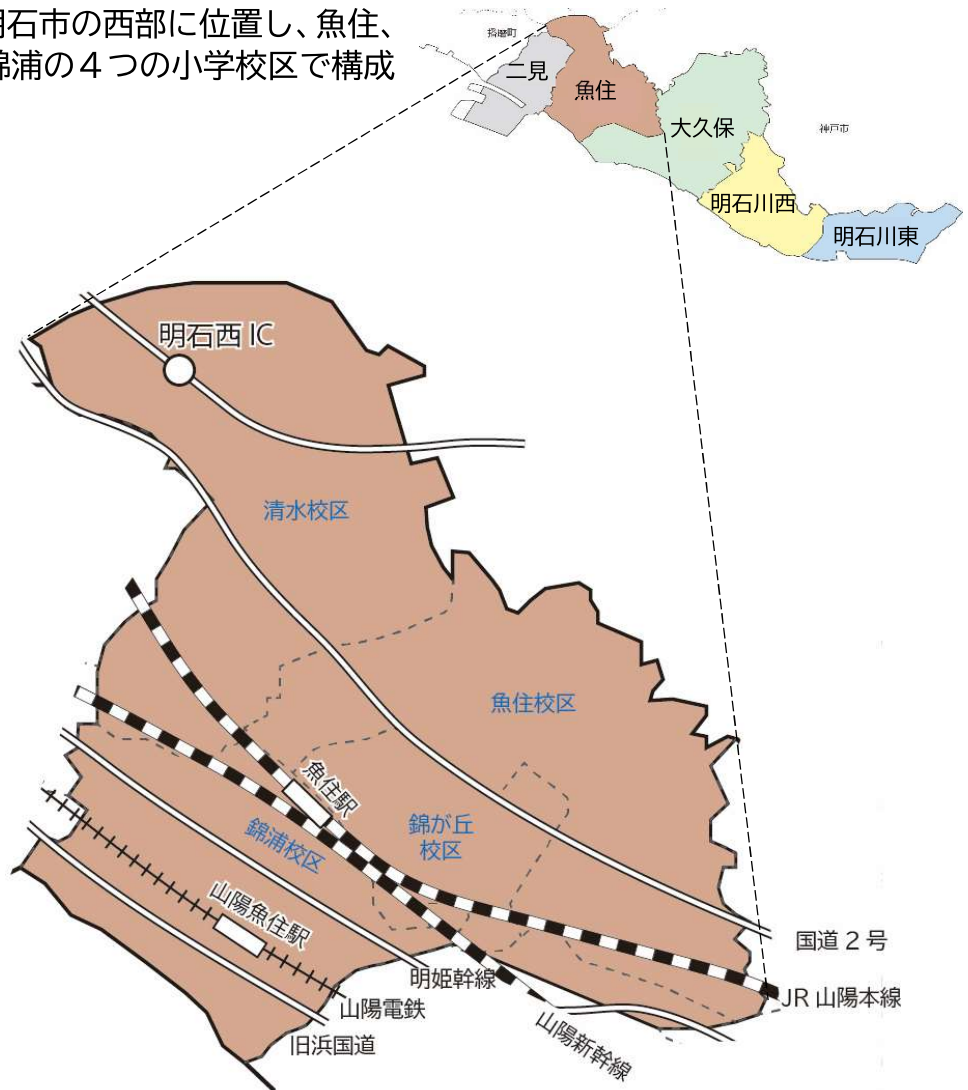 明石市の西部に位置し、魚住、
錦浦の４つの小学校区で構成
播磨町
二見
魚住
大久保
神戸市
明石川西
明石川東
明石西 IC
清水校区
魚住校区
魚住駅
錦が丘
校区
錦浦校区
山陽魚住駅
国道 2 号
明姫幹線
JR 山陽本線
山陽電鉄
山陽新幹線
旧浜国道